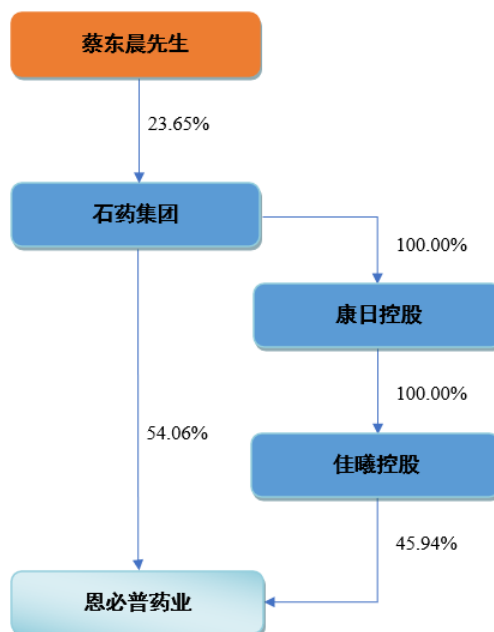 蔡东晨先生
23.65%
石药集团
100.00%
康日控股
100.00%
54.06%
佳曦控股
45.94%
恩必普药业